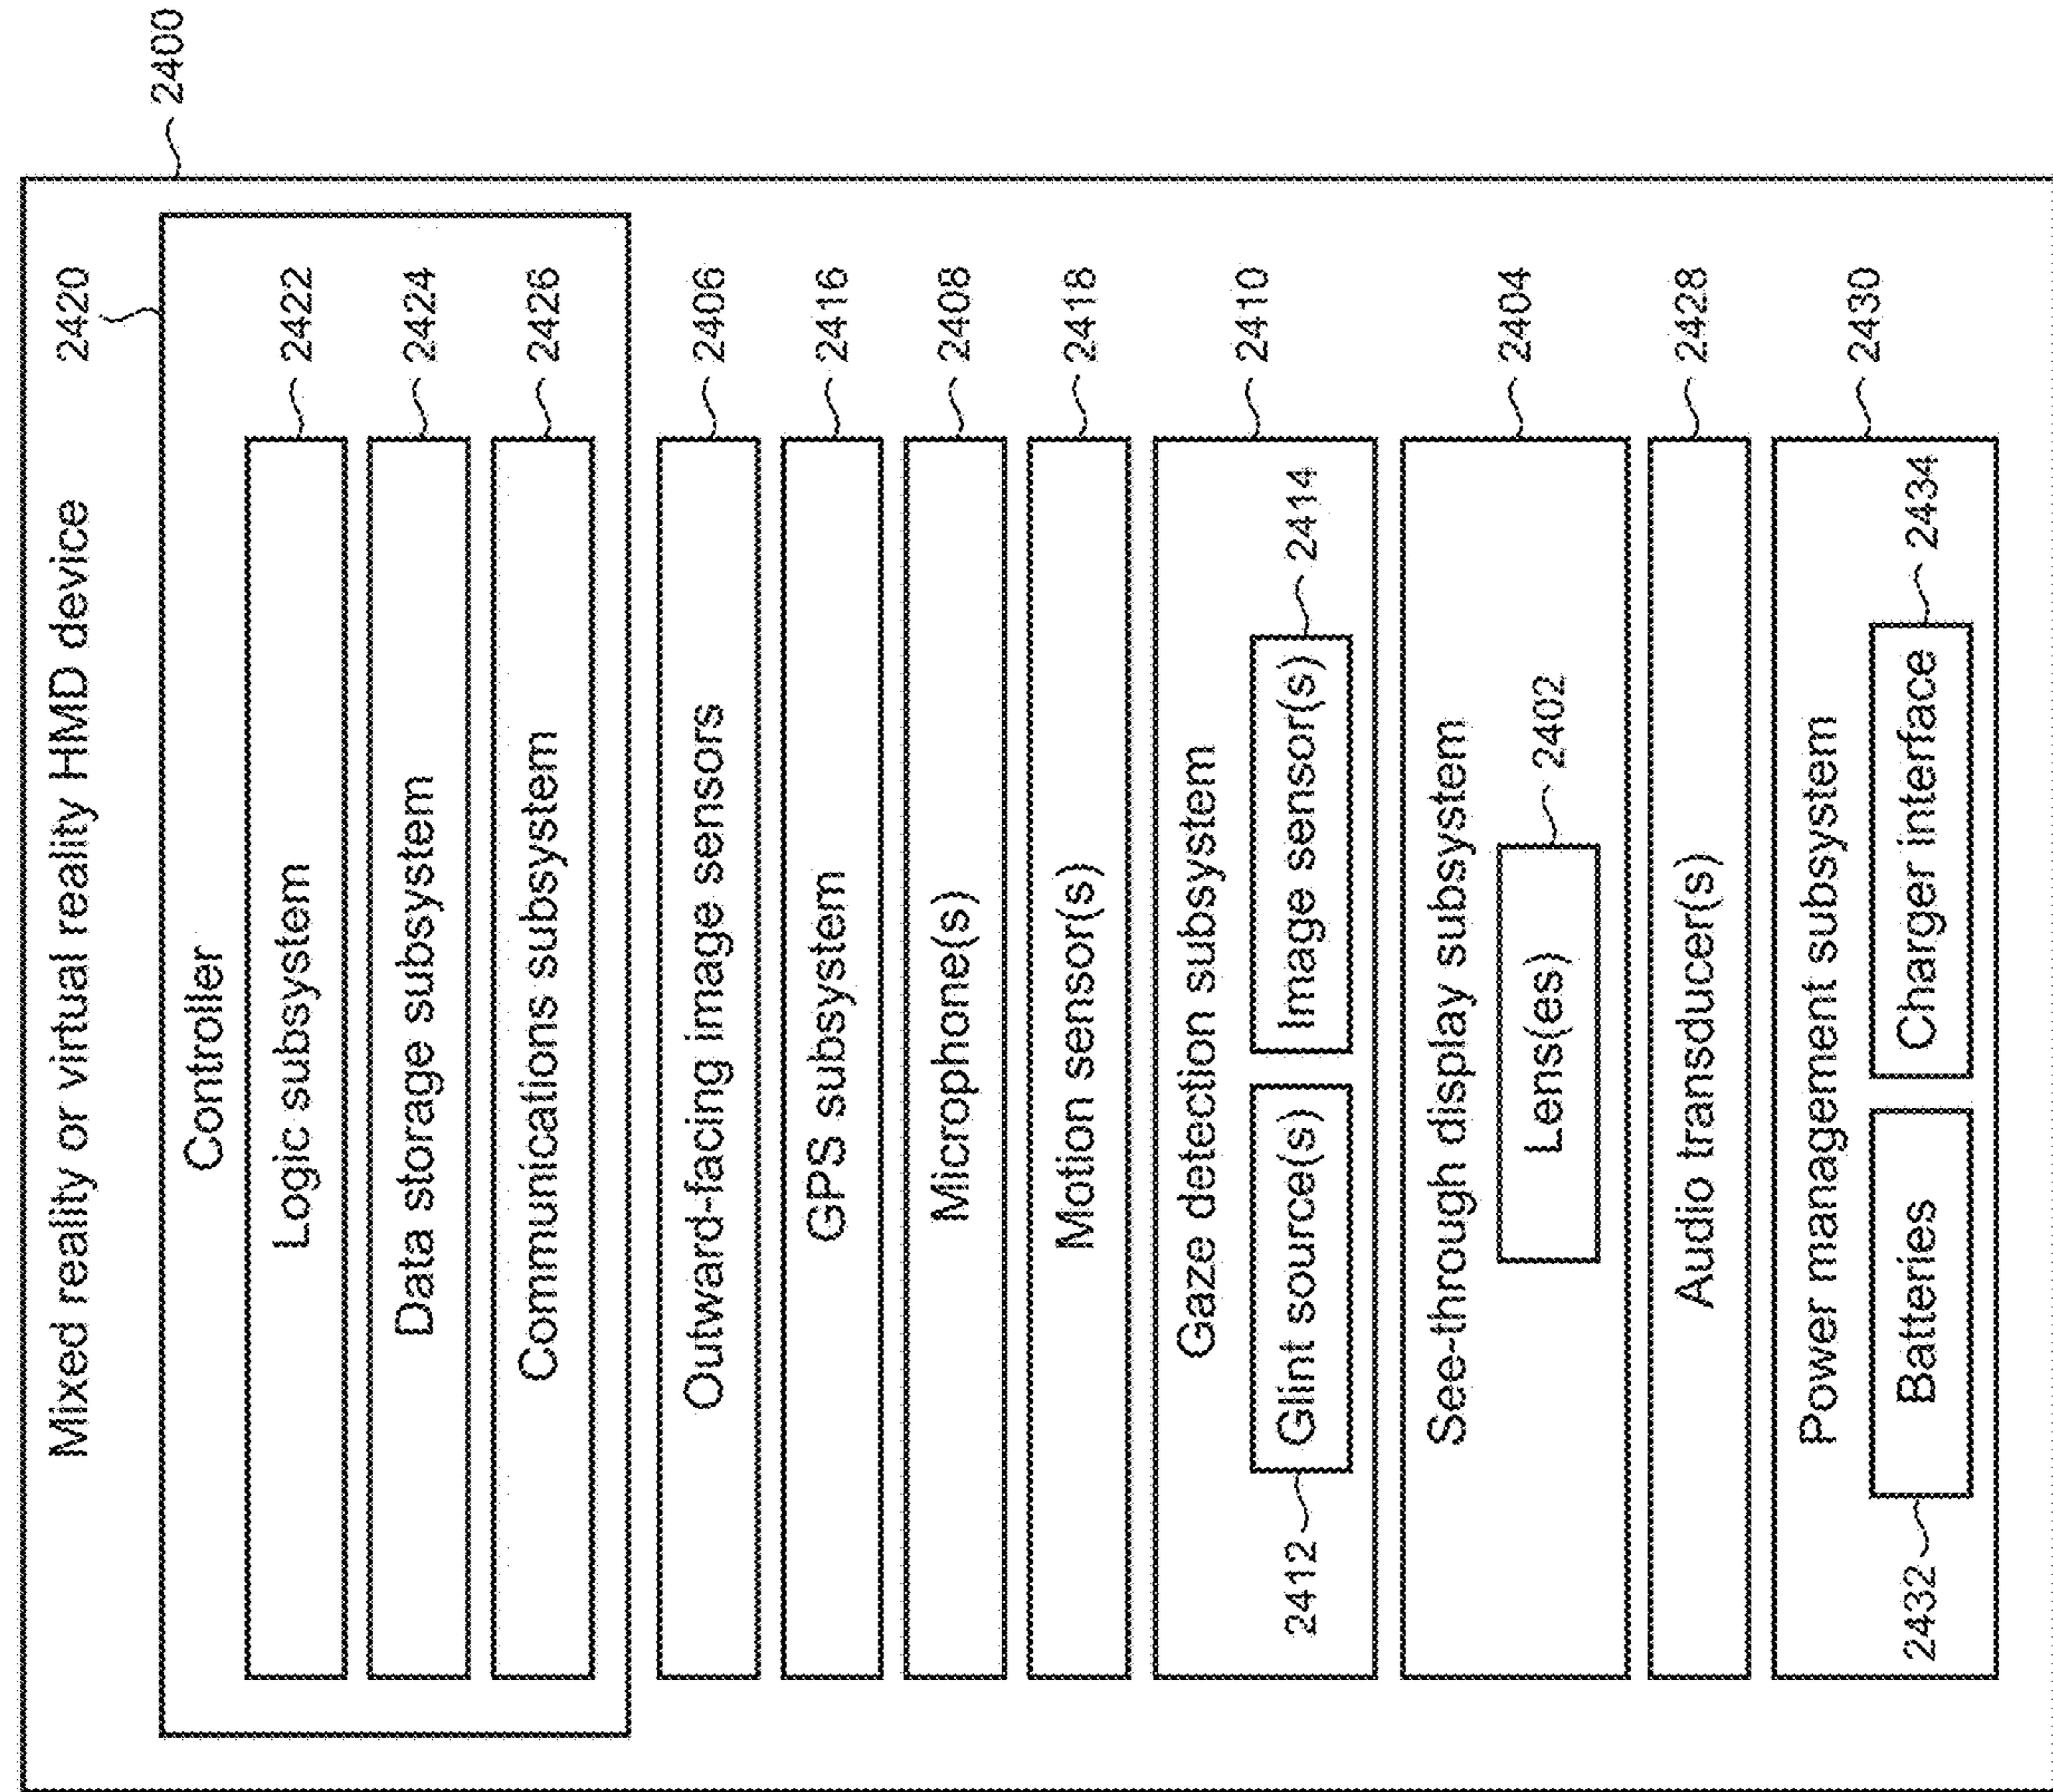 2400
Mixed reality or virtual reality HMD device 2420
Controller
Logic subsystem 2422
Data storage subsystem 2424
Communications subsystem 2426
Outward-facing image sensors 2406
GPS subsystem 2416
Microphone(s) 2408
Motion sensor(s) 2418
Gaze detection subsystem 2410
2412 Glint source(s) Image sensor(s) 2414
See-through display subsystem 2404
Lens(es) 2402
Audio transducer(s) 2428
Power management subsystem 2430
2432 Batteries Charger interface 2434